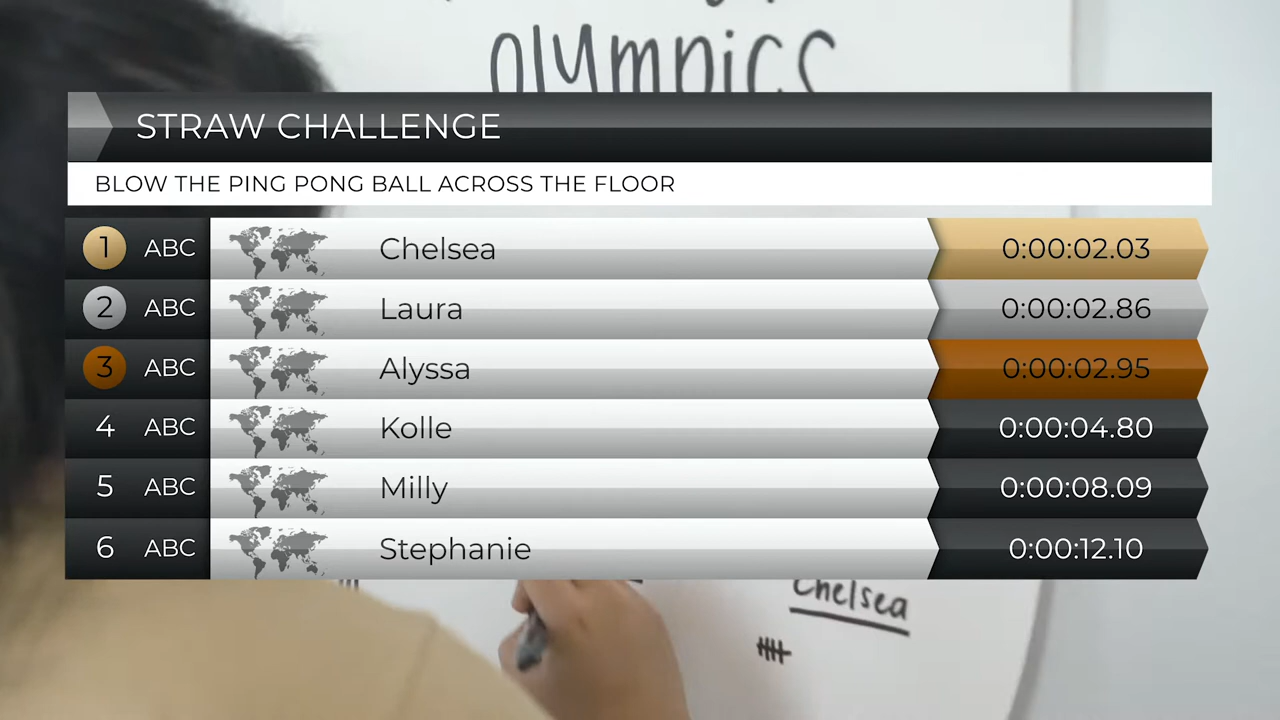 olympics
STRAW CHALLENGE
BLOW THE PING PONG BALL ACROSS THE FLOOR
1 ABC Chelsea 0:00:02.03
2 ABC Laura 0:00:02.86
3 ABC Alyssa 0:00:02.95
4 ABC Kolle 0:00:04.80
5 ABC Milly 0:00:08.09
6 ABC Stephanie 0:00:12.10
Chelsea